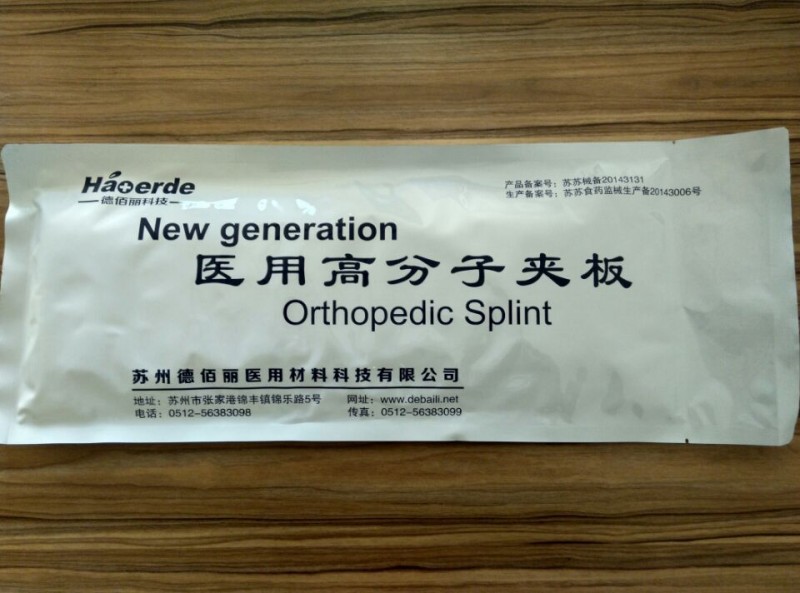 Haoerde
德佰丽科技
产品备案号：苏苏械备20143131
生产备案号：苏苏食药监械生产备20143006号
New generation
医用高分子夹板
Orthopedic Splint
苏州德佰丽医用材料科技有限公司
地址：苏州市张家港锦丰镇锦乐路5号 网址：www.debaili.net
电话：0512-56383098 传真：0512-56383099